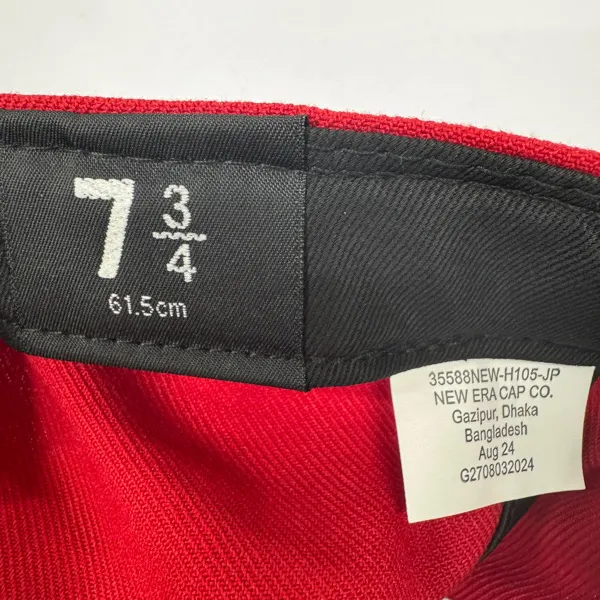 7 3/4
61.5cm
35588NEW-H105-JP
NEW ERA CAP CO.
Gazipur, Dhaka
Bangladesh
Aug 24
G2708032024